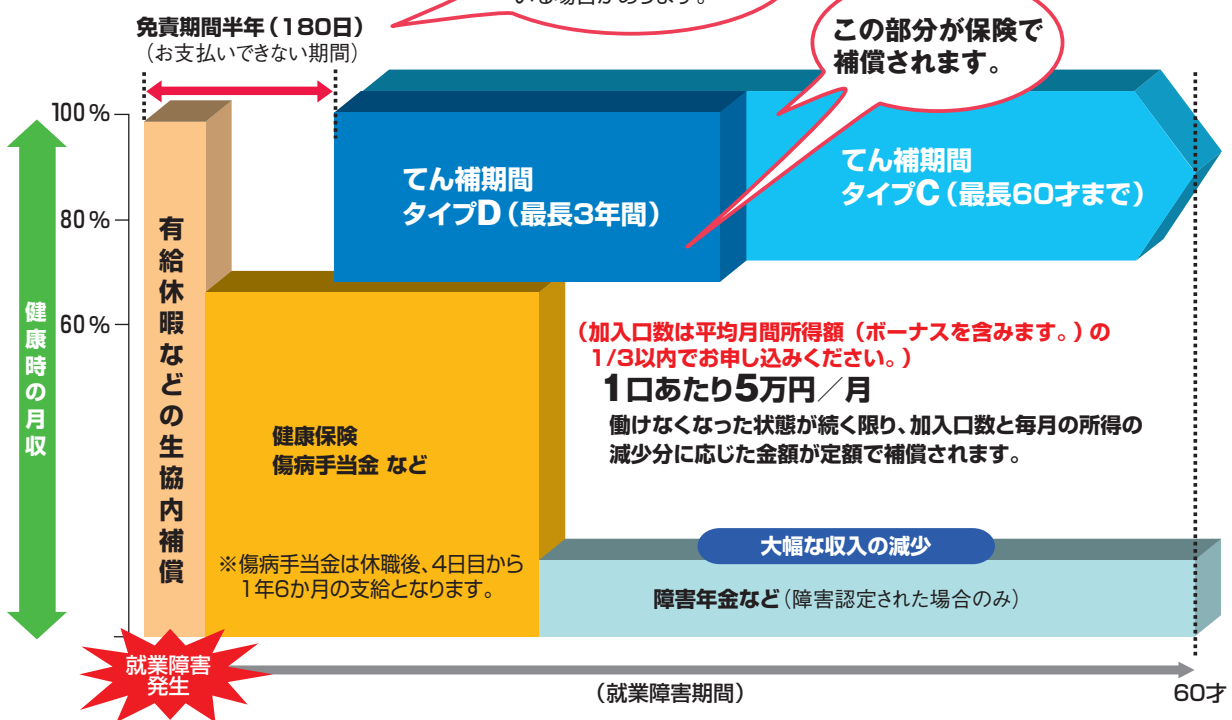 いる場合があります。
免責期間半年(180日)
(お支払いできない期間)
この部分が保険で
補償されます。
100%
80%
60%
健康時の月収
有給休暇などの生協内補償
てん補期間
タイプD(最長3年間)
てん補期間
タイプC(最長60才まで)
(加入口数は平均月間所得額(ボーナスを含みます。)の
1/3以内でお申し込みください。)
1口あたり5万円/月
働けなくなった状態が続く限り、加入口数と毎月の所得の
減少分に応じた金額が定額で補償されます。
健康保険
傷病手当金 など
※傷病手当金は休職後、4日目から
1年6か月の支給となります。
大幅な収入の減少
障害年金など(障害認定された場合のみ)
就業障害
発生
(就業障害期間)
60才